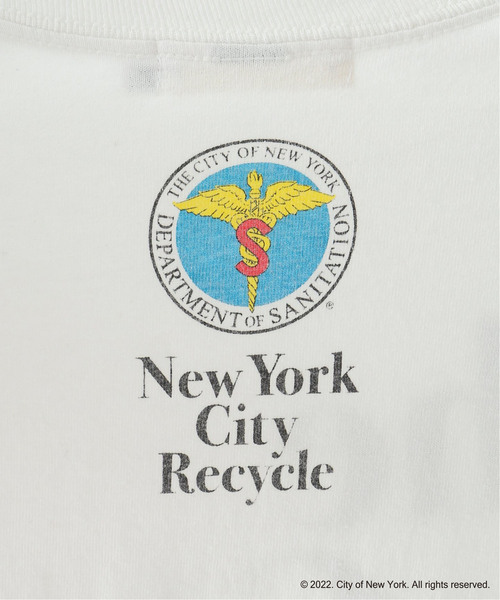 THE CITY OF NEW YORK
DEPARTMENT OF SANITATION
®
S
New York
City
Recycle
© 2022. City of New York. All rights reserved.